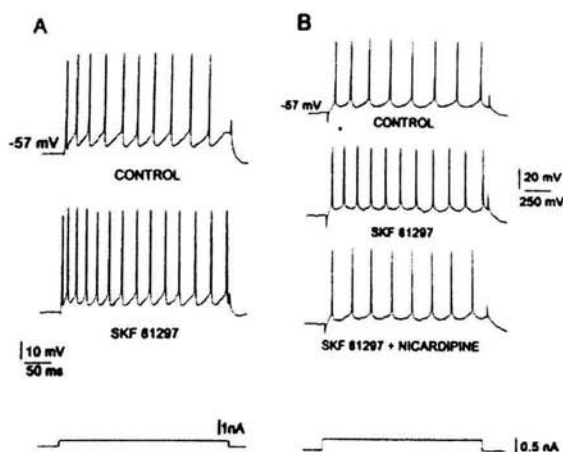 A
-57 mV
CONTROL
SKF 81297
10 mV
50 ms
1nA
B
-57 mV
CONTROL
20 mV
250 mV
SKF 81297
SKF 81297 + NICARDIPINE
0.5 nA